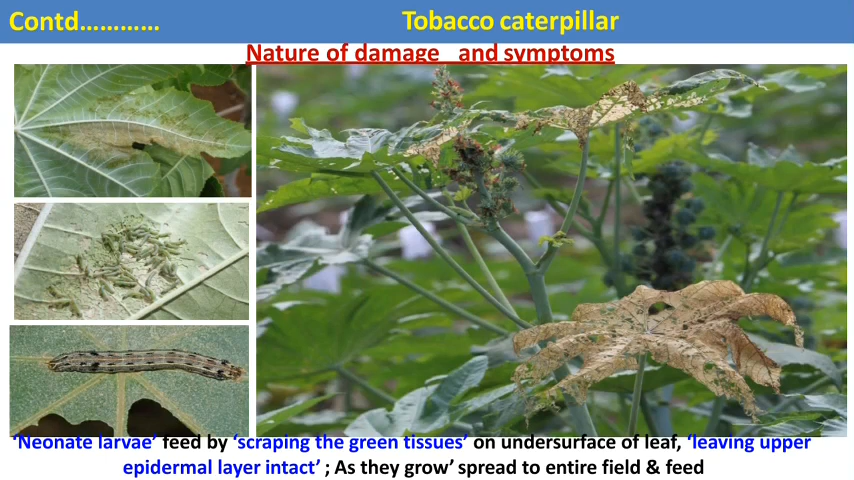 Contd………… Tobacco caterpillar
Nature of damage and symptoms
‘Neonate larvae’ feed by ‘scraping the green tissues’ on undersurface of leaf, ‘leaving upper
epidermal layer intact’ ; As they grow’ spread to entire field & feed